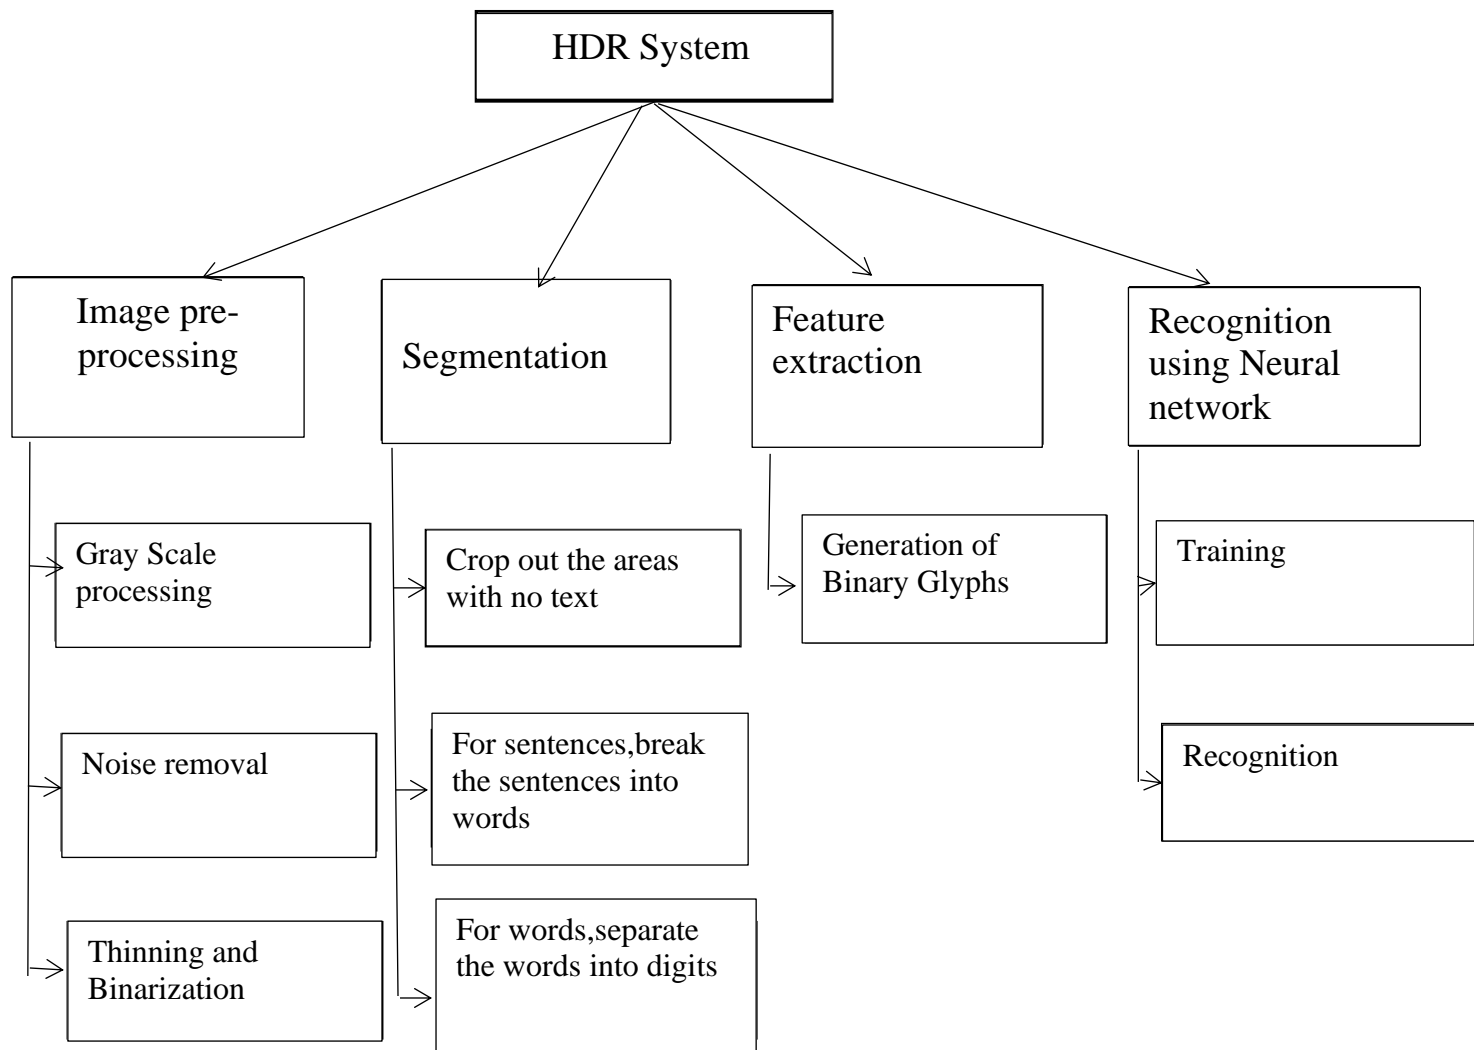 HDR System
Image pre-
processing
Segmentation
Feature
extraction
Recognition
using Neural
network
Gray Scale
processing
Crop out the areas
with no text
Generation of
Binary Glyphs
Training
Noise removal
For sentences,break
the sentences into
words
Recognition
Thinning and
Binarization
For words,separate
the words into digits